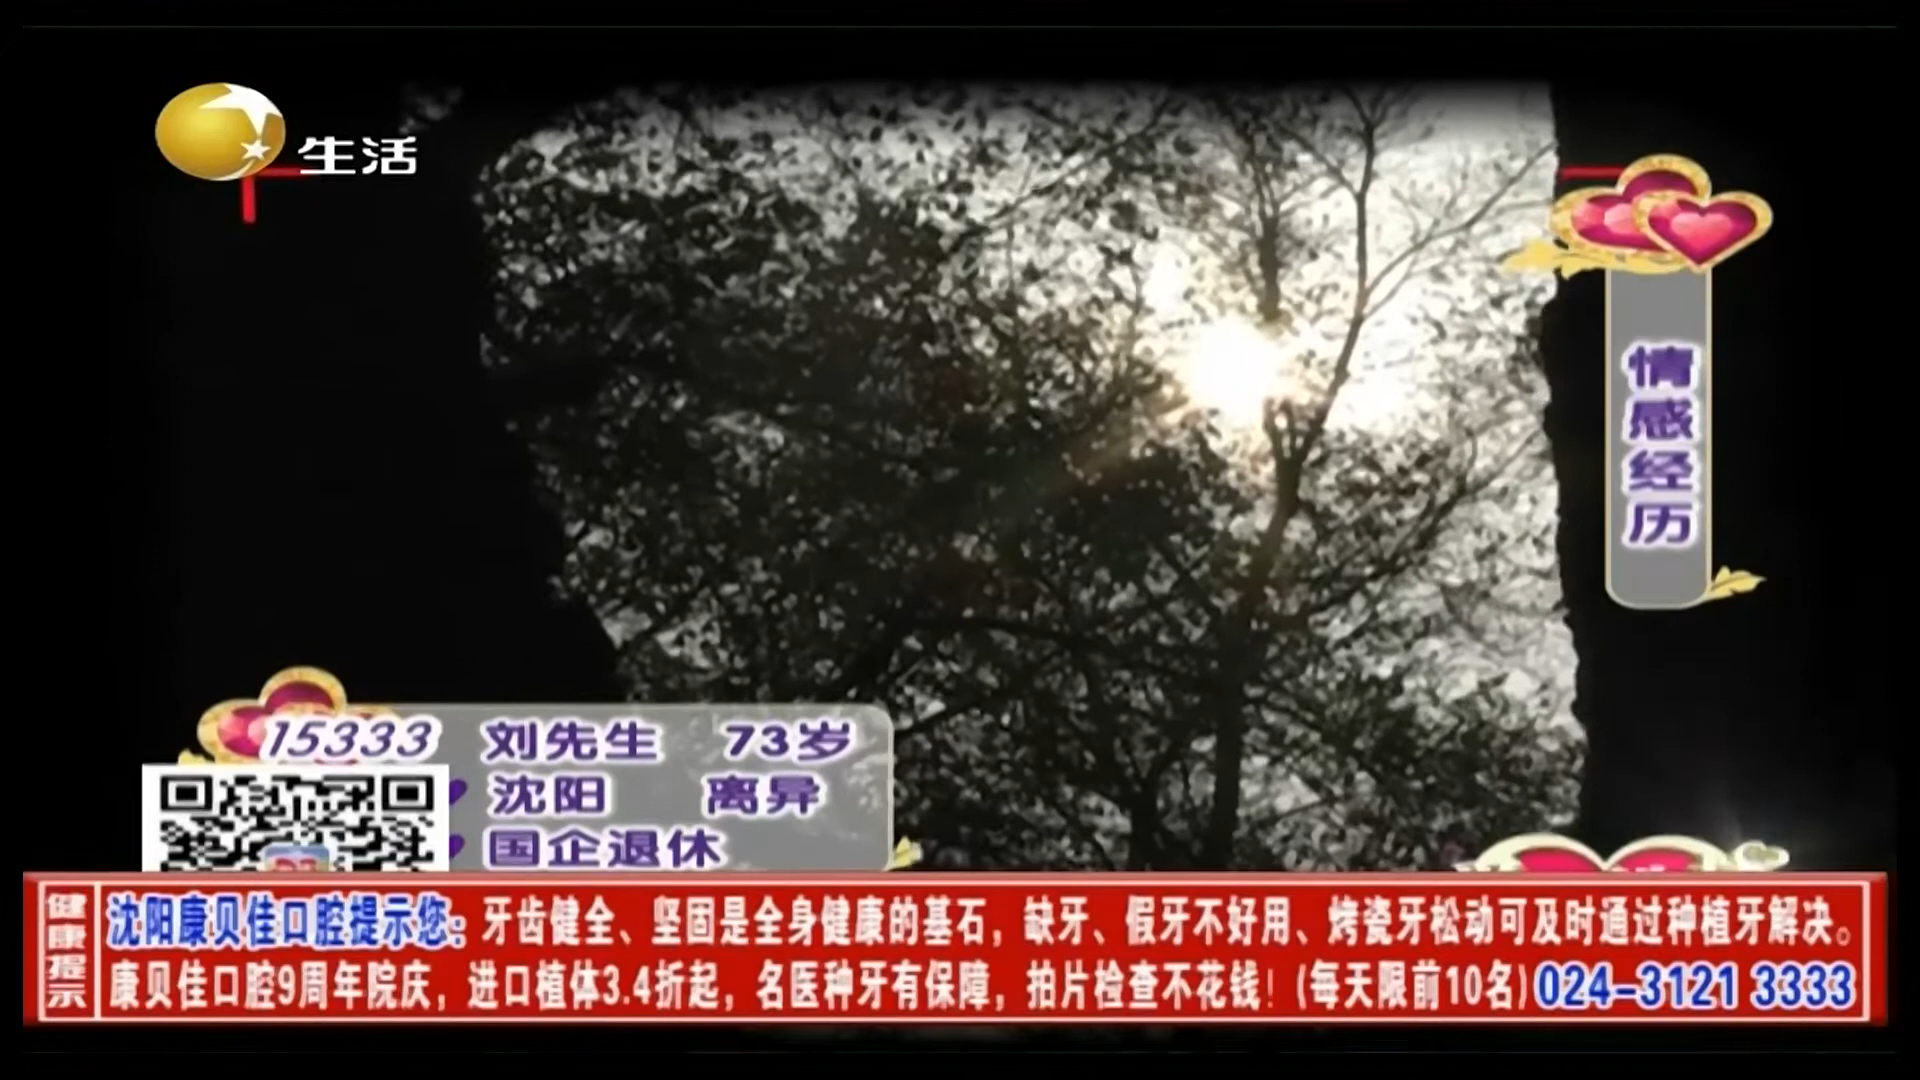 生活
情感经历
15333 刘先生 73岁
沈阳 离异
国企退休
健康提示
沈阳康贝佳口腔提示您：牙齿健全、坚固是全身健康的基石，缺牙、假牙不好用、烤瓷牙松动可及时通过种植牙解决。
康贝佳口腔9周年院庆，进口植体3.4折起，名医种牙有保障，拍片检查不花钱！(每天限前10名)024-3121 3333